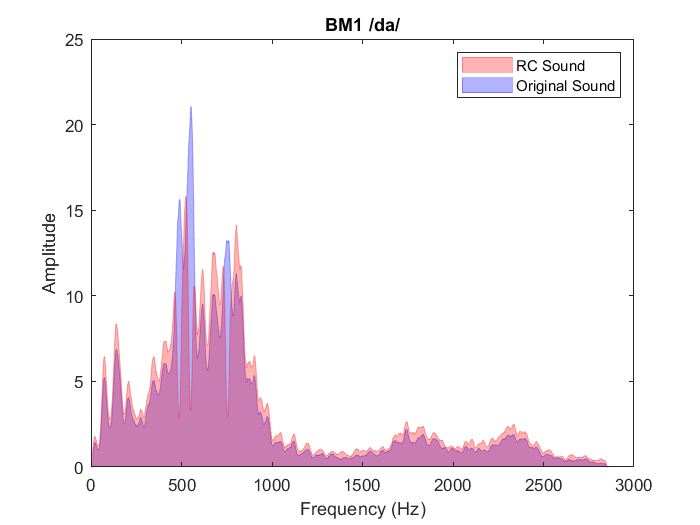 BM1 /da/
25
20
15
10
5
0
Amplitude
RC Sound
Original Sound
0 500 1000 1500 2000 2500 3000
Frequency (Hz)